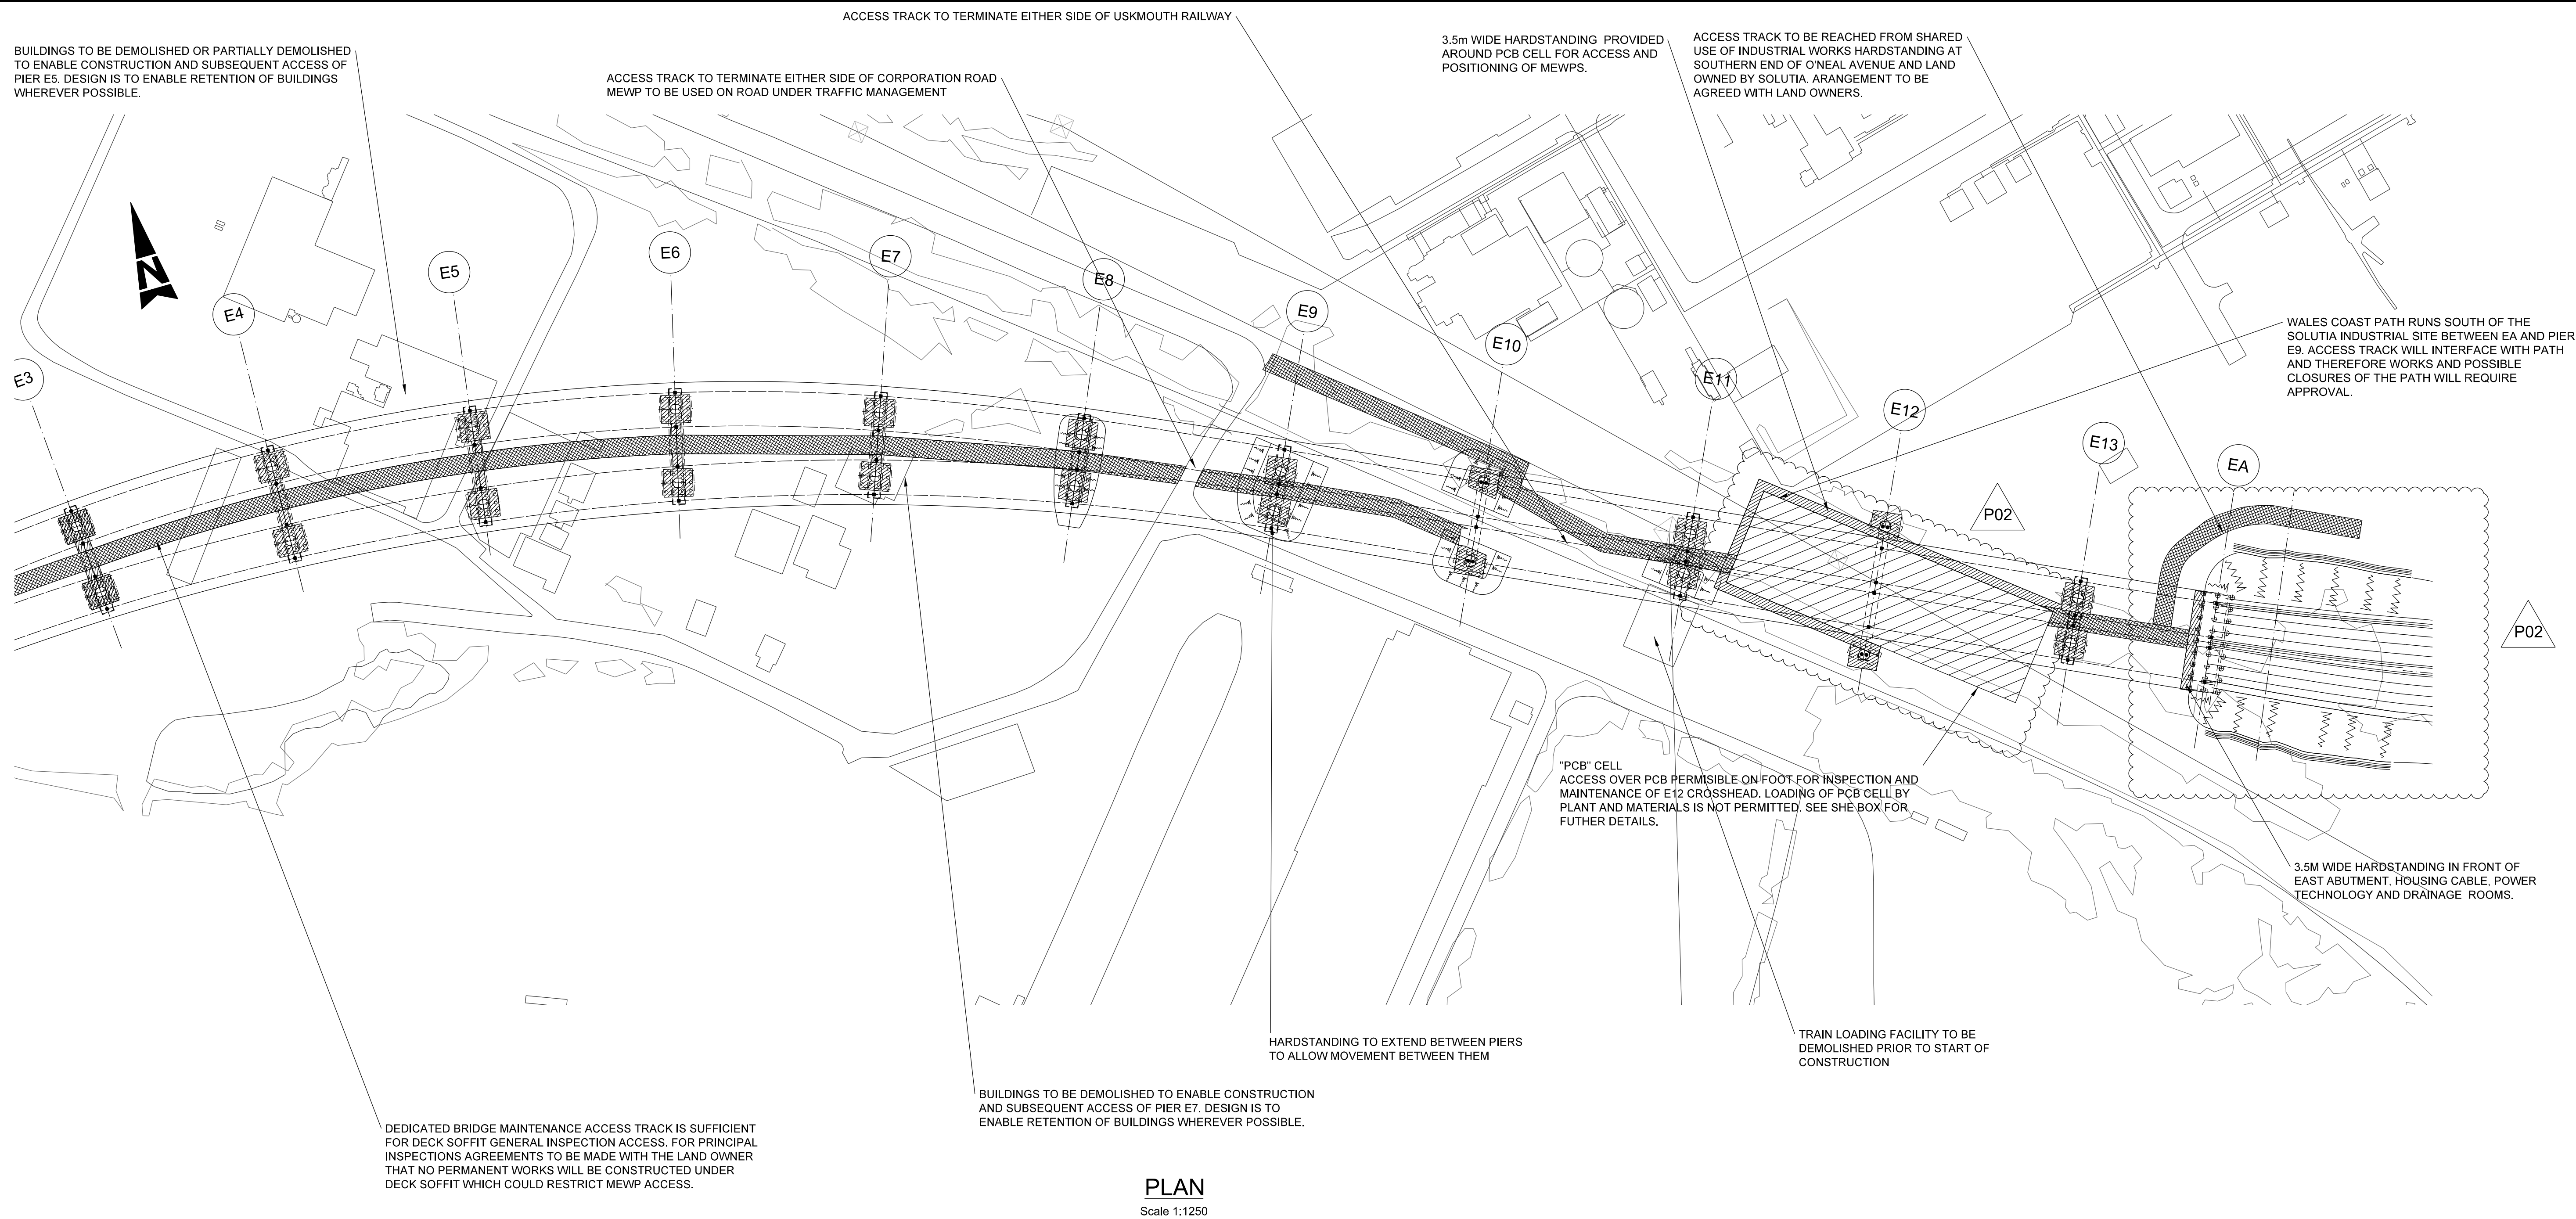 ACCESS TRACK TO TERMINATE EITHER SIDE OF USKMOUTH RAILWAY
BUILDINGS TO BE DEMOLISHED OR PARTIALLY DEMOLISHED
TO ENABLE CONSTRUCTION AND SUBSEQUENT ACCESS OF
PIER E5. DESIGN IS TO ENABLE RETENTION OF BUILDINGS
WHEREVER POSSIBLE.
ACCESS TRACK TO TERMINATE EITHER SIDE OF CORPORATION ROAD
MEWP TO BE USED ON ROAD UNDER TRAFFIC MANAGEMENT
3.5m WIDE HARDSTANDING PROVIDED
AROUND PCB CELL FOR ACCESS AND
POSITIONING OF MEWPS.
ACCESS TRACK TO BE REACHED FROM SHARED
USE OF INDUSTRIAL WORKS HARDSTANDING AT
SOUTHERN END OF O'NEAL AVENUE AND LAND
OWNED BY SOLUTIA. ARANGEMENT TO BE
AGREED WITH LAND OWNERS.
N
E3
E4
E5
E6
E7
E8
E9
E10
E11
E12
E13
EA
WALES COAST PATH RUNS SOUTH OF THE
SOLUTIA INDUSTRIAL SITE BETWEEN EA AND PIER
E9. ACCESS TRACK WILL INTERFACE WITH PATH
AND THEREFORE WORKS AND POSSIBLE
CLOSURES OF THE PATH WILL REQUIRE
APPROVAL.
P02
P02
"PCB" CELL
ACCESS OVER PCB PERMISIBLE ON FOOT FOR INSPECTION AND
MAINTENANCE OF E12 CROSSHEAD. LOADING OF PCB CELL BY
PLANT AND MATERIALS IS NOT PERMITTED. SEE SHE BOX FOR
FUTHER DETAILS.
3.5M WIDE HARDSTANDING IN FRONT OF
EAST ABUTMENT, HOUSING CABLE, POWER
TECHNOLOGY AND DRAINAGE ROOMS.
HARDSTANDING TO EXTEND BETWEEN PIERS
TO ALLOW MOVEMENT BETWEEN THEM
TRAIN LOADING FACILITY TO BE
DEMOLISHED PRIOR TO START OF
CONSTRUCTION
BUILDINGS TO BE DEMOLISHED TO ENABLE CONSTRUCTION
AND SUBSEQUENT ACCESS OF PIER E7. DESIGN IS TO
ENABLE RETENTION OF BUILDINGS WHEREVER POSSIBLE.
DEDICATED BRIDGE MAINTENANCE ACCESS TRACK IS SUFFICIENT
FOR DECK SOFFIT GENERAL INSPECTION ACCESS. FOR PRINCIPAL
INSPECTIONS AGREEMENTS TO BE MADE WITH THE LAND OWNER
THAT NO PERMANENT WORKS WILL BE CONSTRUCTED UNDER
DECK SOFFIT WHICH COULD RESTRICT MEWP ACCESS.
PLAN
Scale 1:1250